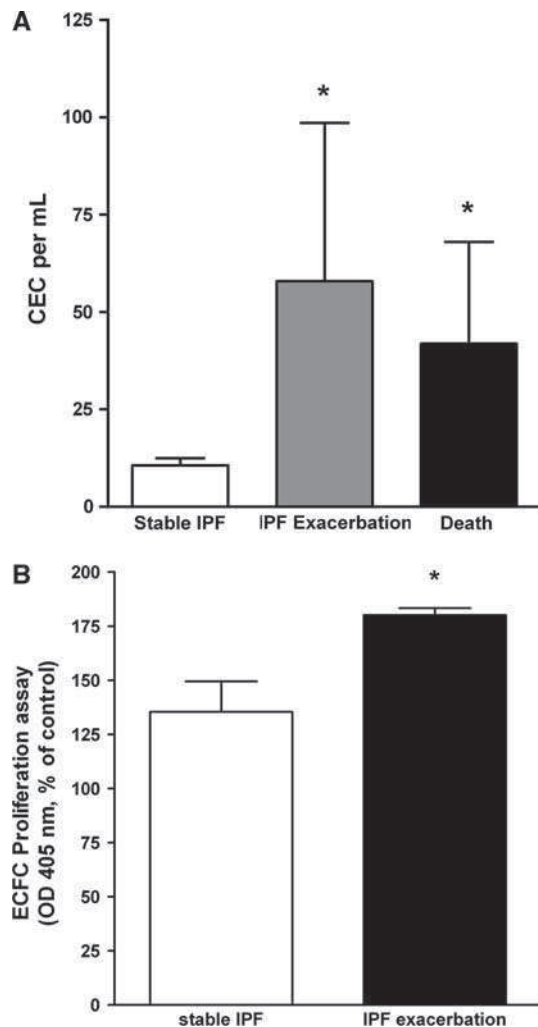 A
125
100
75
50
25
0
CEC per mL
*
*
Stable IPF
IPF Exacerbation
Death
B
200
175
150
125
100
75
50
25
0
ECFC Proliferation assay
(OD 405 nm, % of control)
*
stable IPF
IPF exacerbation